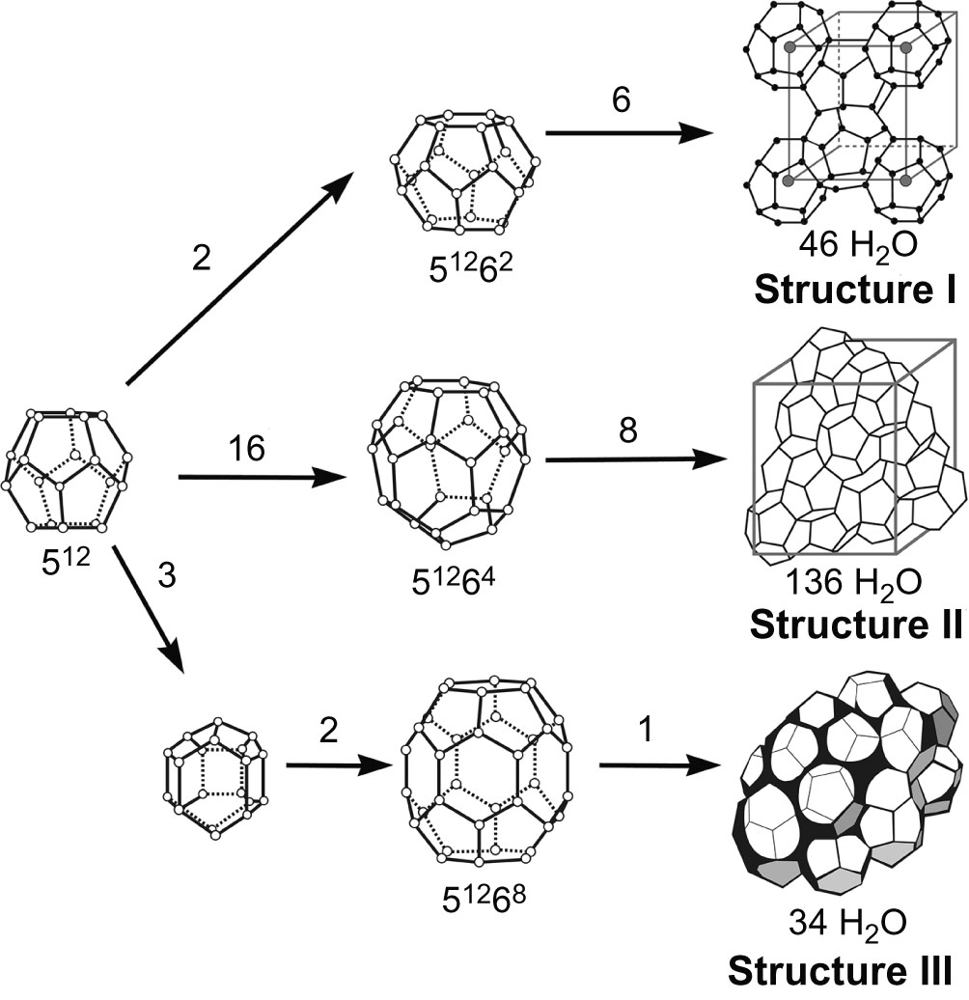 6
5¹²6²
46 H₂O
Structure I
2
16
8
5¹²
5¹²6⁴
136 H₂O
Structure II
3
2
1
5¹²6⁸
34 H₂O
Structure III